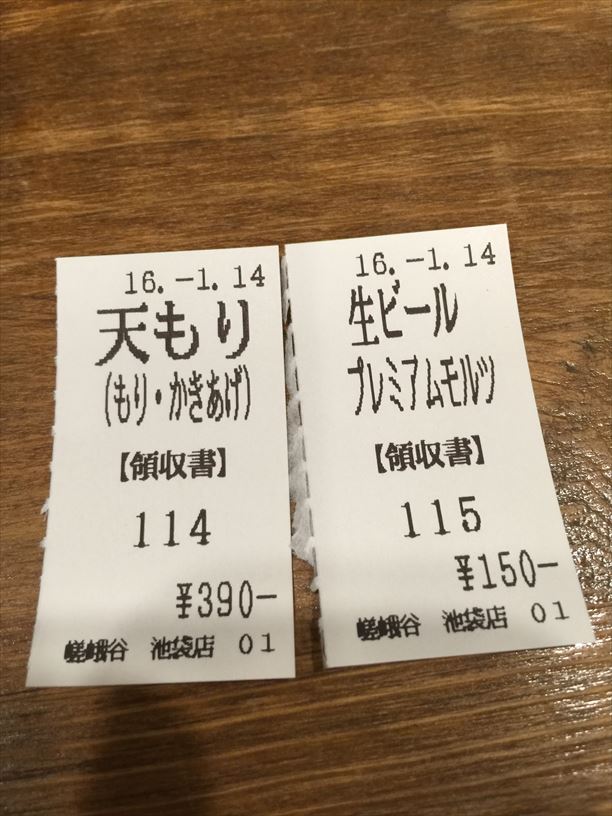 16.-1.14
天もり
(もり・かきあげ)
【領収書】
114
¥390-
嵯峨谷 池袋店 01
16.-1.14
生ビール
プレミアムモルツ
【領収書】
115
¥150-
嵯峨谷 池袋店 01